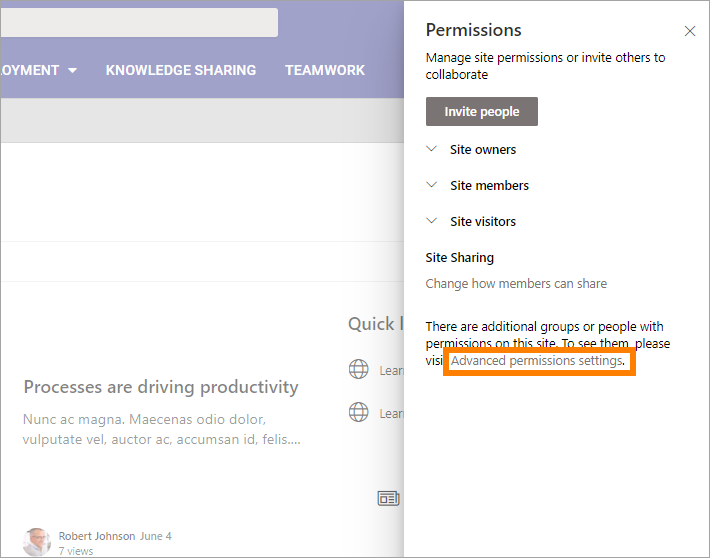 Permissions
Manage site permissions or invite others to
collaborate
Invite people
Site owners
Site members
Site visitors
Site Sharing
Change how members can share
There are additional groups or people with
permissions on this site. To see them, please
visit Advanced permissions settings.
LOYMENT KNOWLEDGE SHARING TEAMWORK
Quick l
Lear
Lear
Processes are driving productivity
Nunc ac magna. Maecenas odio dolor,
vulputate vel, auctor ac, accumsan id, felis....
Robert Johnson June 4
7 views